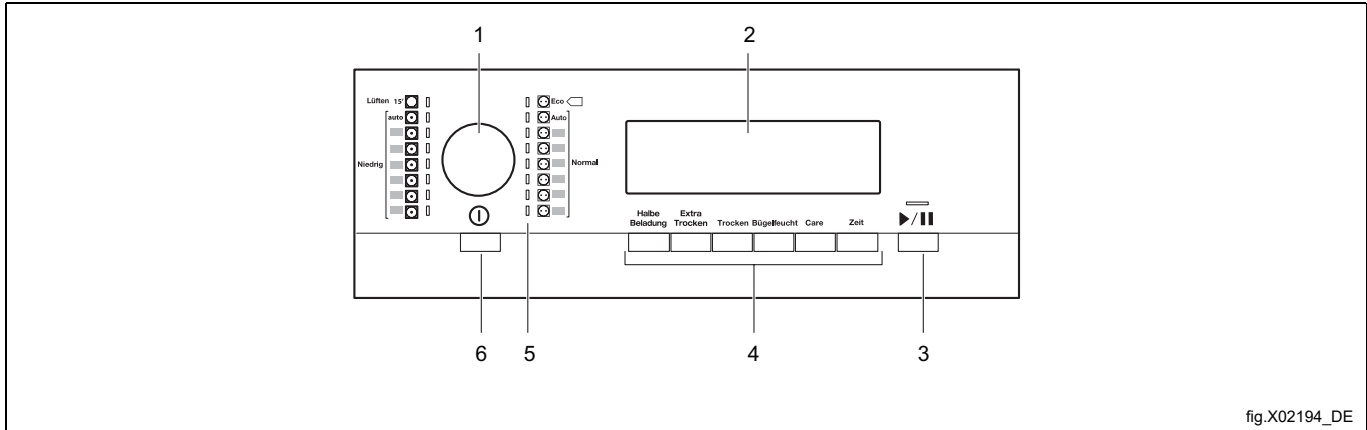 1
2
Lüften 15'
auto
Niedrig
Eco
Auto
Normal
Halbe
Beladung
Extra
Trocken
Trocken
Bügelfeucht
Care
Zeit
6
5
4
3
fig.X02194_DE